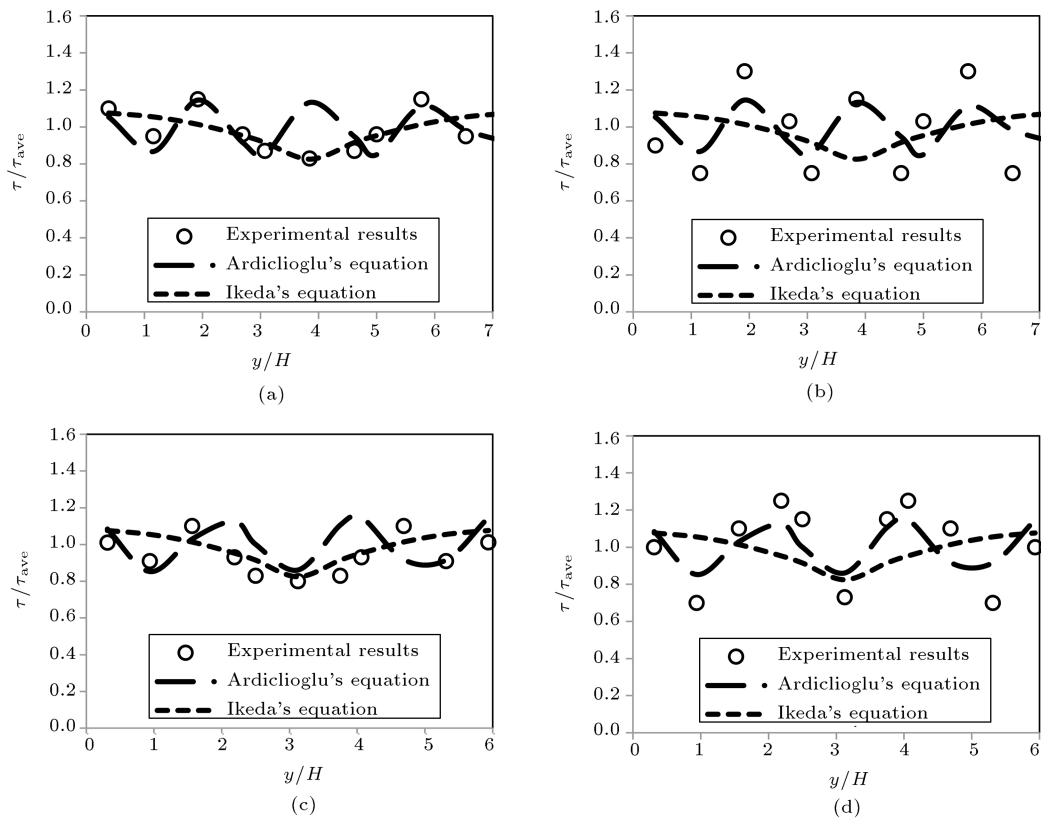 1.6
1.4
1.2
1.0
0.8
0.6
0.4
0.2
0.0
τ/τave
Experimental results
Ardiclioglu's equation
Ikeda's equation
0 1 2 3 4 5 6 7
y/H
(a)
1.6
1.4
1.2
1.0
0.8
0.6
0.4
0.2
0.0
τ/τave
Experimental results
Ardiclioglu's equation
Ikeda's equation
0 1 2 3 4 5 6 7
y/H
(b)
1.6
1.4
1.2
1.0
0.8
0.6
0.4
0.2
0.0
τ/τave
Experimental results
Ardiclioglu's equation
Ikeda's equation
0 1 2 3 4 5 6
y/H
(c)
1.6
1.4
1.2
1.0
0.8
0.6
0.4
0.2
0.0
τ/τave
Experimental results
Ardiclioglu's equation
Ikeda's equation
0 1 2 3 4 5 6
y/H
(d)